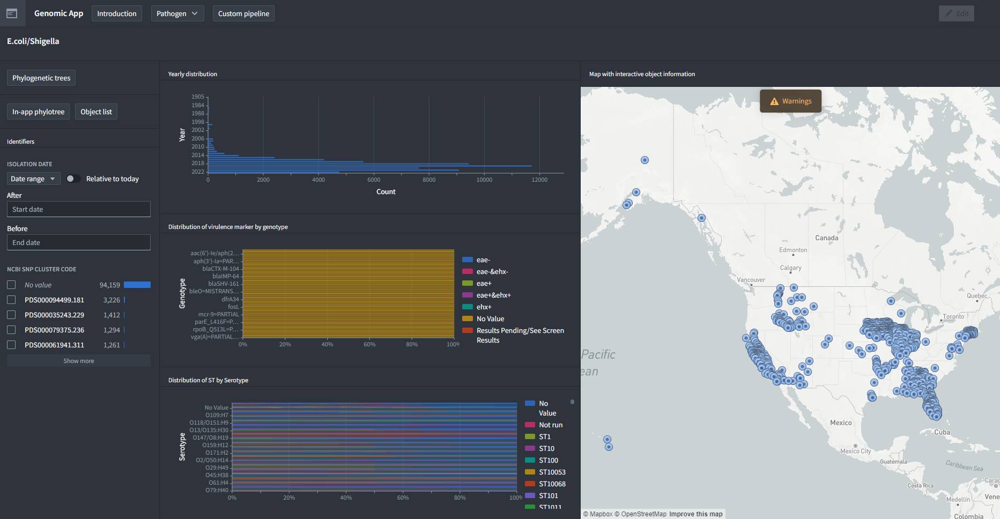 Genomic App
Introduction
Pathogen
Custom pipeline
Edit
E.coli/Shigella
Phylogenetic trees
In-app phylotree
Object list
Identifiers
ISOLATION DATE
Date range
Relative to today
After
Start date
Before
End date
NCBI SNP CLUSTER CODE
No value 94,159
PDS000094499.181 3,226
PDS000035243.229 1,412
PDS000079375.236 1,294
PDS000061941.311 1,261
Show more
Yearly distribution
Year
1905
1984
1988
1998
2002
2006
2010
2014
2018
2022
0 2000 4000 6000 8000 10000 12000
Count
Distribution of virulence marker by genotype
Genotype
aac(6')-Ie/aph(2...
aph(3')-Ia=PAR...
blaCTX-M-104
blaIMP-64
blaSHV-161
bleO=MISTRANS...
dfrA34
fosL
mcr-9=PARTIAL
parE_L416F=P...
rpoB_Q513L=P...
vga(A)=PARTIAL...
0% 20% 40% 60% 80% 100%
eae-
eae-&ehx-
eae+
eae+&ehx+
ehx+
No Value
Results Pending/See Screen
Results
Distribution of ST by Serotype
Serotype
No Value
O109:H7
O118/O151:H9
O13/O135:H30
O147/O8:H19
O159:H12
O171:H2
O2/O50:H14
O29:H49
O45:H38
O61:H4
O79:H40
0% 20% 40% 60% 80% 100%
No
Value
Not run
ST1
ST10
ST100
ST10053
ST10068
ST101
ST1011
Map with interactive object information
Warnings
Canada
Edmonton
Calgary
Vancouver
Quebec
Toronto
Pacific
ean
Mexico
Cuba
Mexico City
Guatemala
Caribbean Sea
Costa Rica
Carac
Vene
Medellín
Colombia
© Mapbox © OpenStreetMap Improve this map